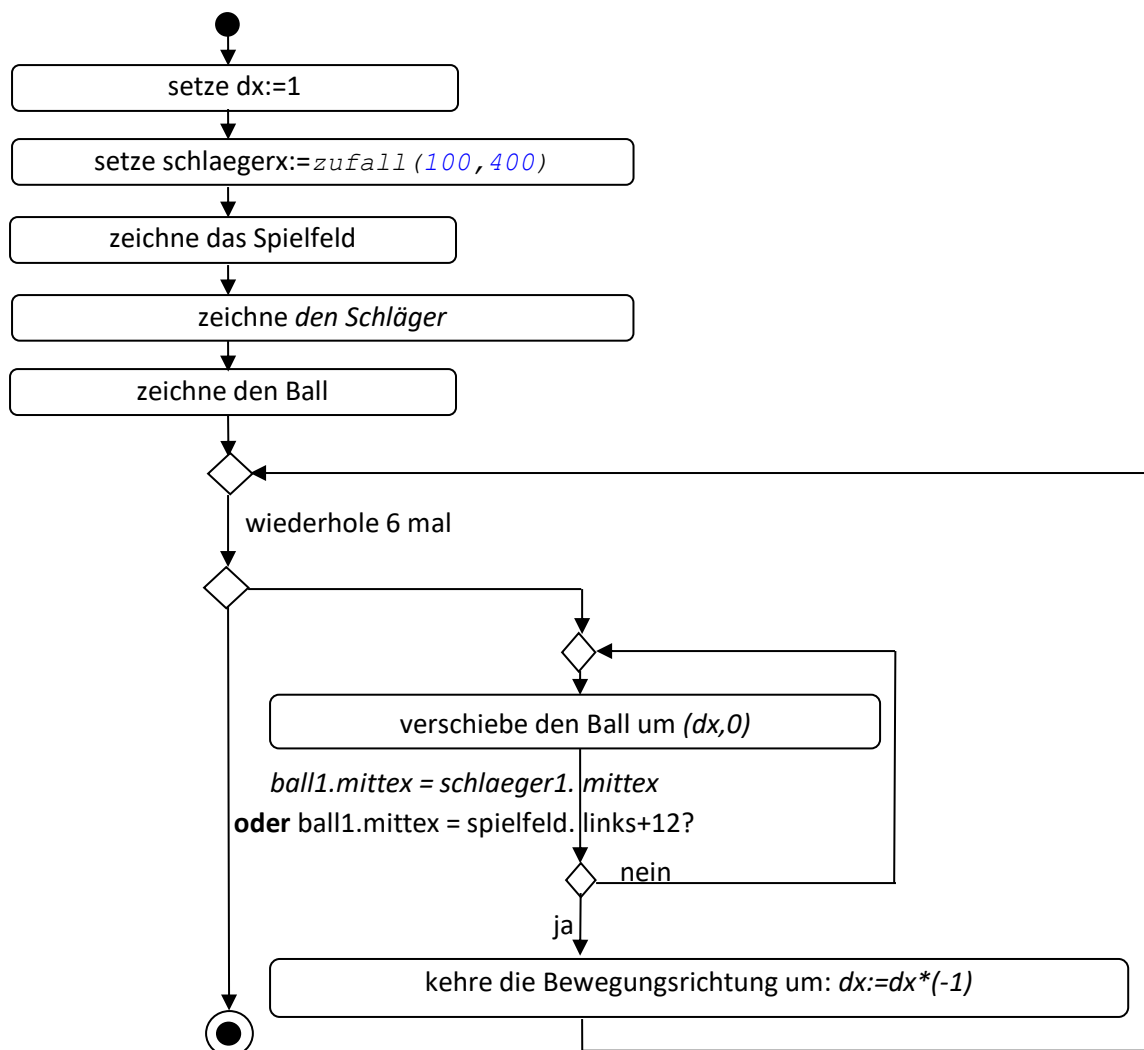 setze dx:=1
setze schlaegerx:=zufall(100,400)
zeichne das Spielfeld
zeichne den Schläger
zeichne den Ball
wiederhole 6 mal
verschiebe den Ball um (dx,0)
ball1.mittex = schlaeger1. mittex
oder ball1.mittex = spielfeld. links+12?
nein
ja
kehre die Bewegungsrichtung um: dx:=dx*(-1)